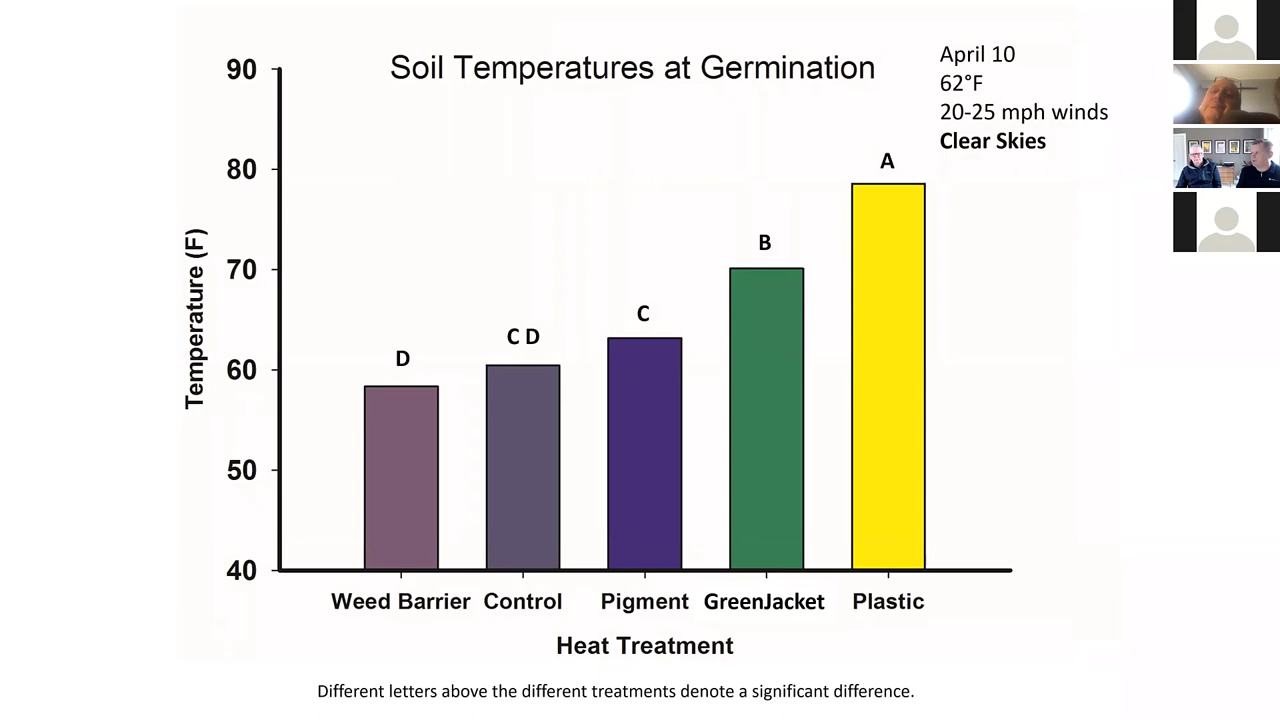 Soil Temperatures at Germination
April 10
62°F
20-25 mph winds
Clear Skies
90
80
70
60
50
40
Temperature (F)
D
C D
C
B
A
Weed Barrier
Control
Pigment
GreenJacket
Plastic
Heat Treatment
Different letters above the different treatments denote a significant difference.